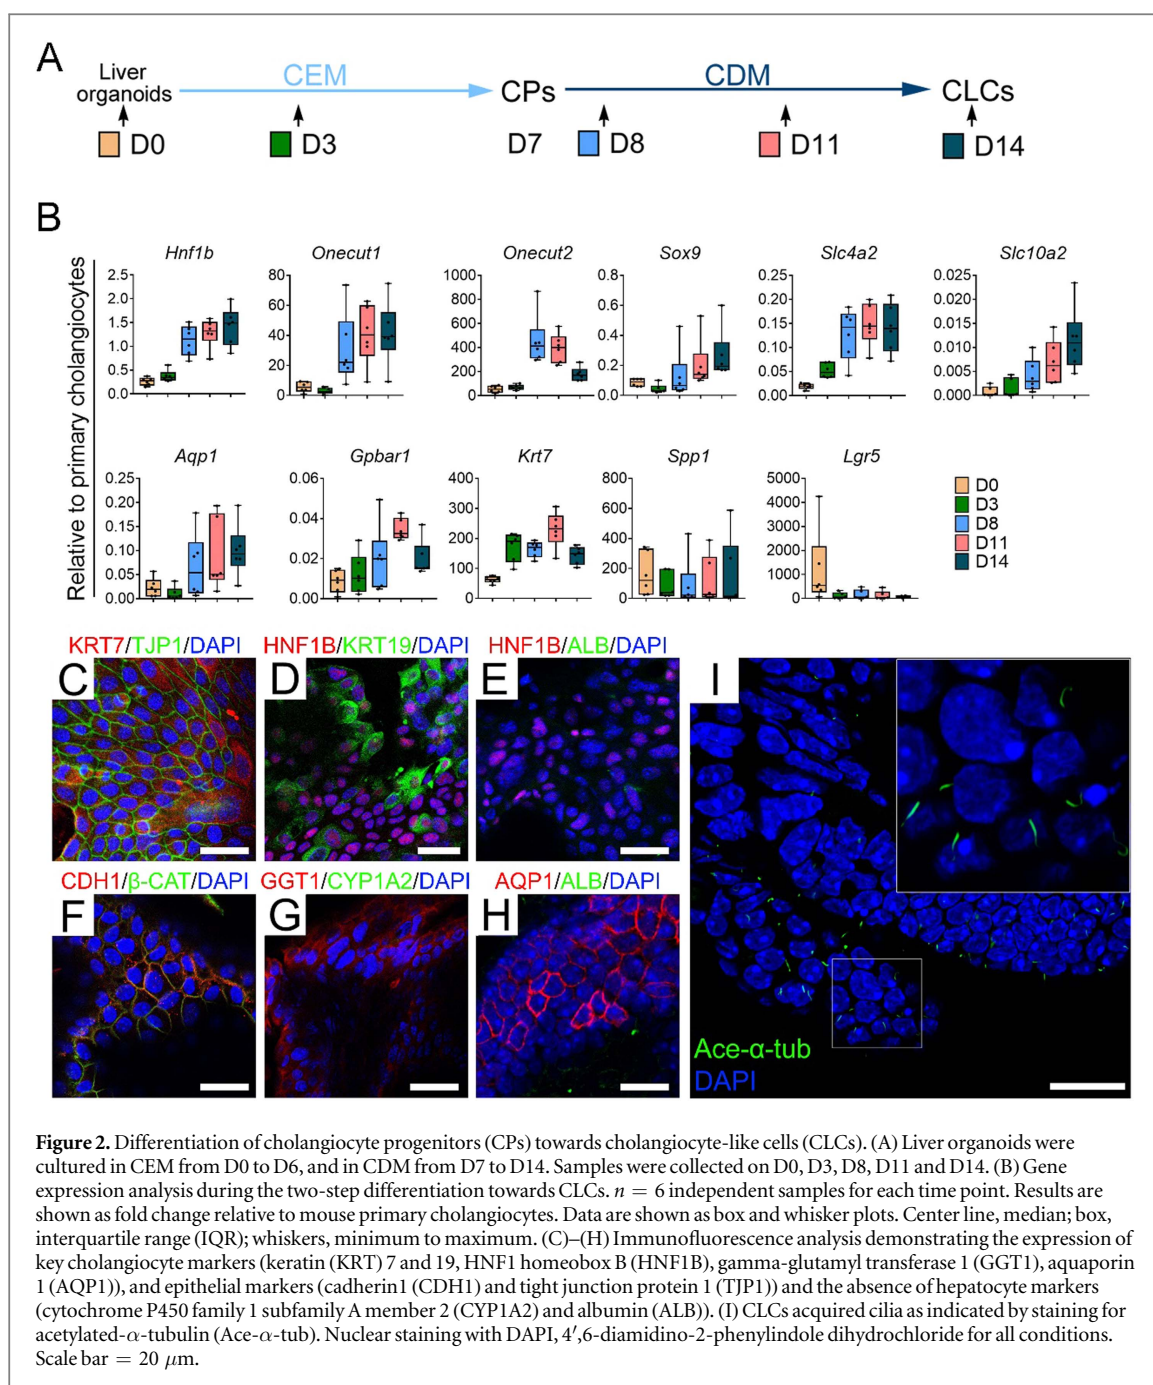 A
Liver organoids
CEM
CPs
CDM
CLCs
D0
D3
D7
D8
D11
D14
B
Relative to primary cholangiocytes
Hnf1b
2.5
2.0
1.5
1.0
0.5
0.0
Onecut1
80
60
40
20
0
Onecut2
1000
800
600
400
200
0
Sox9
0.8
0.6
0.4
0.2
0.0
Slc4a2
0.25
0.20
0.15
0.10
0.05
0.00
Slc10a2
0.025
0.020
0.015
0.010
0.005
0.000
Aqp1
0.25
0.20
0.15
0.10
0.05
0.00
Gpbar1
0.06
0.04
0.02
0.00
Krt7
400
300
200
100
0
Spp1
800
600
400
200
0
Lgr5
5000
4000
3000
2000
1000
0
D0
D3
D8
D11
D14
KRT7/TJP1/DAPI
C
HNF1B/KRT19/DAPI
D
HNF1B/ALB/DAPI
E
CDH1/β-CAT/DAPI
F
GGT1/CYP1A2/DAPI
G
AQP1/ALB/DAPI
H
I
Ace-α-tub
DAPI
Figure 2. Differentiation of cholangiocyte progenitors (CPs) towards cholangiocyte-like cells (CLCs). (A) Liver organoids were
cultured in CEM from D0 to D6, and in CDM from D7 to D14. Samples were collected on D0, D3, D8, D11 and D14. (B) Gene
expression analysis during the two-step differentiation towards CLCs. n = 6 independent samples for each time point. Results are
shown as fold change relative to mouse primary cholangiocytes. Data are shown as box and whisker plots. Center line, median; box,
interquartile range (IQR); whiskers, minimum to maximum. (C)–(H) Immunofluorescence analysis demonstrating the expression of
key cholangiocyte markers (keratin (KRT) 7 and 19, HNF1 homeobox B (HNF1B), gamma-glutamyl transferase 1 (GGT1), aquaporin
1 (AQP1)), and epithelial markers (cadherin1 (CDH1) and tight junction protein 1 (TJP1)) and the absence of hepatocyte markers
(cytochrome P450 family 1 subfamily A member 2 (CYP1A2) and albumin (ALB)). (I) CLCs acquired cilia as indicated by staining for
acetylated-α-tubulin (Ace-α-tub). Nuclear staining with DAPI, 4′,6-diamidino-2-phenylindole dihydrochloride for all conditions.
Scale bar = 20 μm.